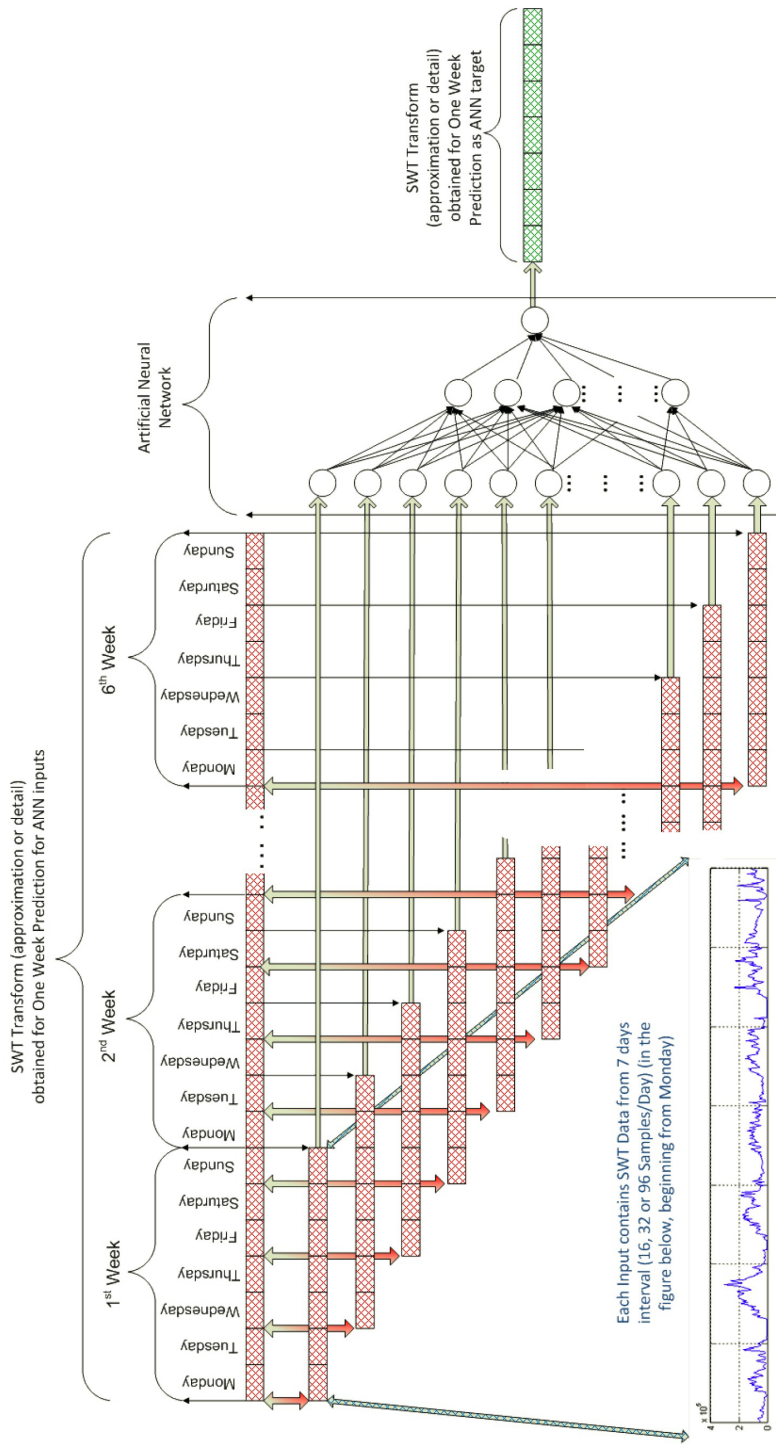 SWT Transform (approximation or detail)
obtained for One Week Prediction for ANN inputs
1st Week
2nd Week
6th Week
Monday
Tuesday
Wednesday
Thursday
Friday
Saturday
Sunday
Monday
Tuesday
Wednesday
Thursday
Friday
Saturday
Sunday
Monday
Tuesday
Wednesday
Thursday
Friday
Saturday
Sunday
Artificial Neural
Network
SWT Transform
(approximation or detail)
obtained for One Week
Prediction as ANN target
Each Input contains SWT Data from 7 days
interval (16, 32 or 96 Samples/Day) (in the
figure below, beginning from Monday)
4
2
0